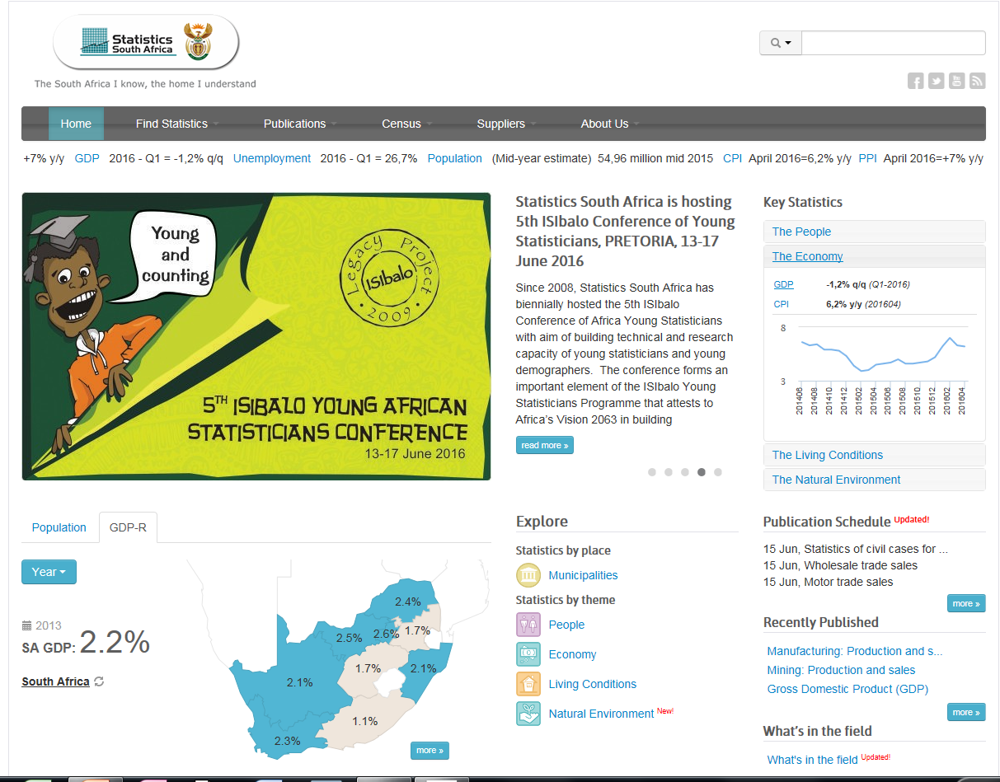 Statistics
South Africa
The South Africa I know, the home I understand
Home Find Statistics Publications Census Suppliers About Us
+7% y/y GDP 2016 - Q1 = -1,2% q/q Unemployment 2016 - Q1 = 26,7% Population (Mid-year estimate) 54,96 million mid 2015 CPI April 2016=6,2% y/y PPI April 2016=+7% y/y
Young
and
counting
Legacy Project
ISIbalo
2009
5TH ISIBALO YOUNG AFRICAN
STATISTICIANS CONFERENCE
13-17 June 2016
Statistics South Africa is hosting
5th ISIbalo Conference of Young
Statisticians, PRETORIA, 13-17
June 2016
Since 2008, Statistics South Africa has
biennially hosted the 5th ISIbalo
Conference of Africa Young Statisticians
with aim of building technical and research
capacity of young statisticians and young
demographers.  The conference forms an
important element of the ISIbalo Young
Statisticians Programme that attests to
Africa's Vision 2063 in building
read more »
Key Statistics
The People
The Economy
GDP -1,2% q/q (Q1-2016)
CPI 6,2% y/y (201604)
8
3
201406 201408 201410 201412 201502 201504 201506 201508 201510 201512 201602 201604
The Living Conditions
The Natural Environment
Population GDP-R
Year
2013
SA GDP: 2.2%
South Africa
2.4%
2.5% 2.6% 1.7%
1.7% 2.1%
2.1%
1.1%
2.3%
more »
Explore
Statistics by place
Municipalities
Statistics by theme
People
Economy
Living Conditions
Natural Environment New!
Publication Schedule Updated!
15 Jun, Statistics of civil cases for ...
15 Jun, Wholesale trade sales
15 Jun, Motor trade sales
more »
Recently Published
Manufacturing: Production and s...
Mining: Production and sales
Gross Domestic Product (GDP)
more »
What's in the field
What's in the field Updated!